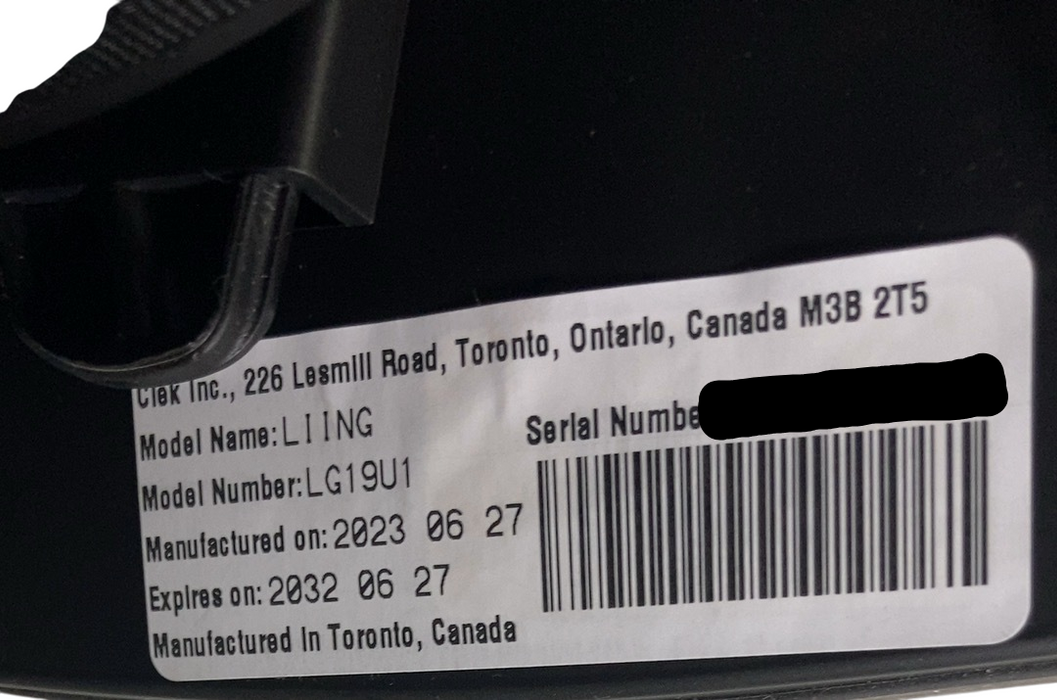 Clek Inc., 226 Lesmill Road, Toronto, Ontario, Canada M3B 2T5
Model Name: LIING
Serial Number
Model Number: LG19U1
Manufactured on: 2023 06 27
Expires on: 2032 06 27
Manufactured In Toronto, Canada